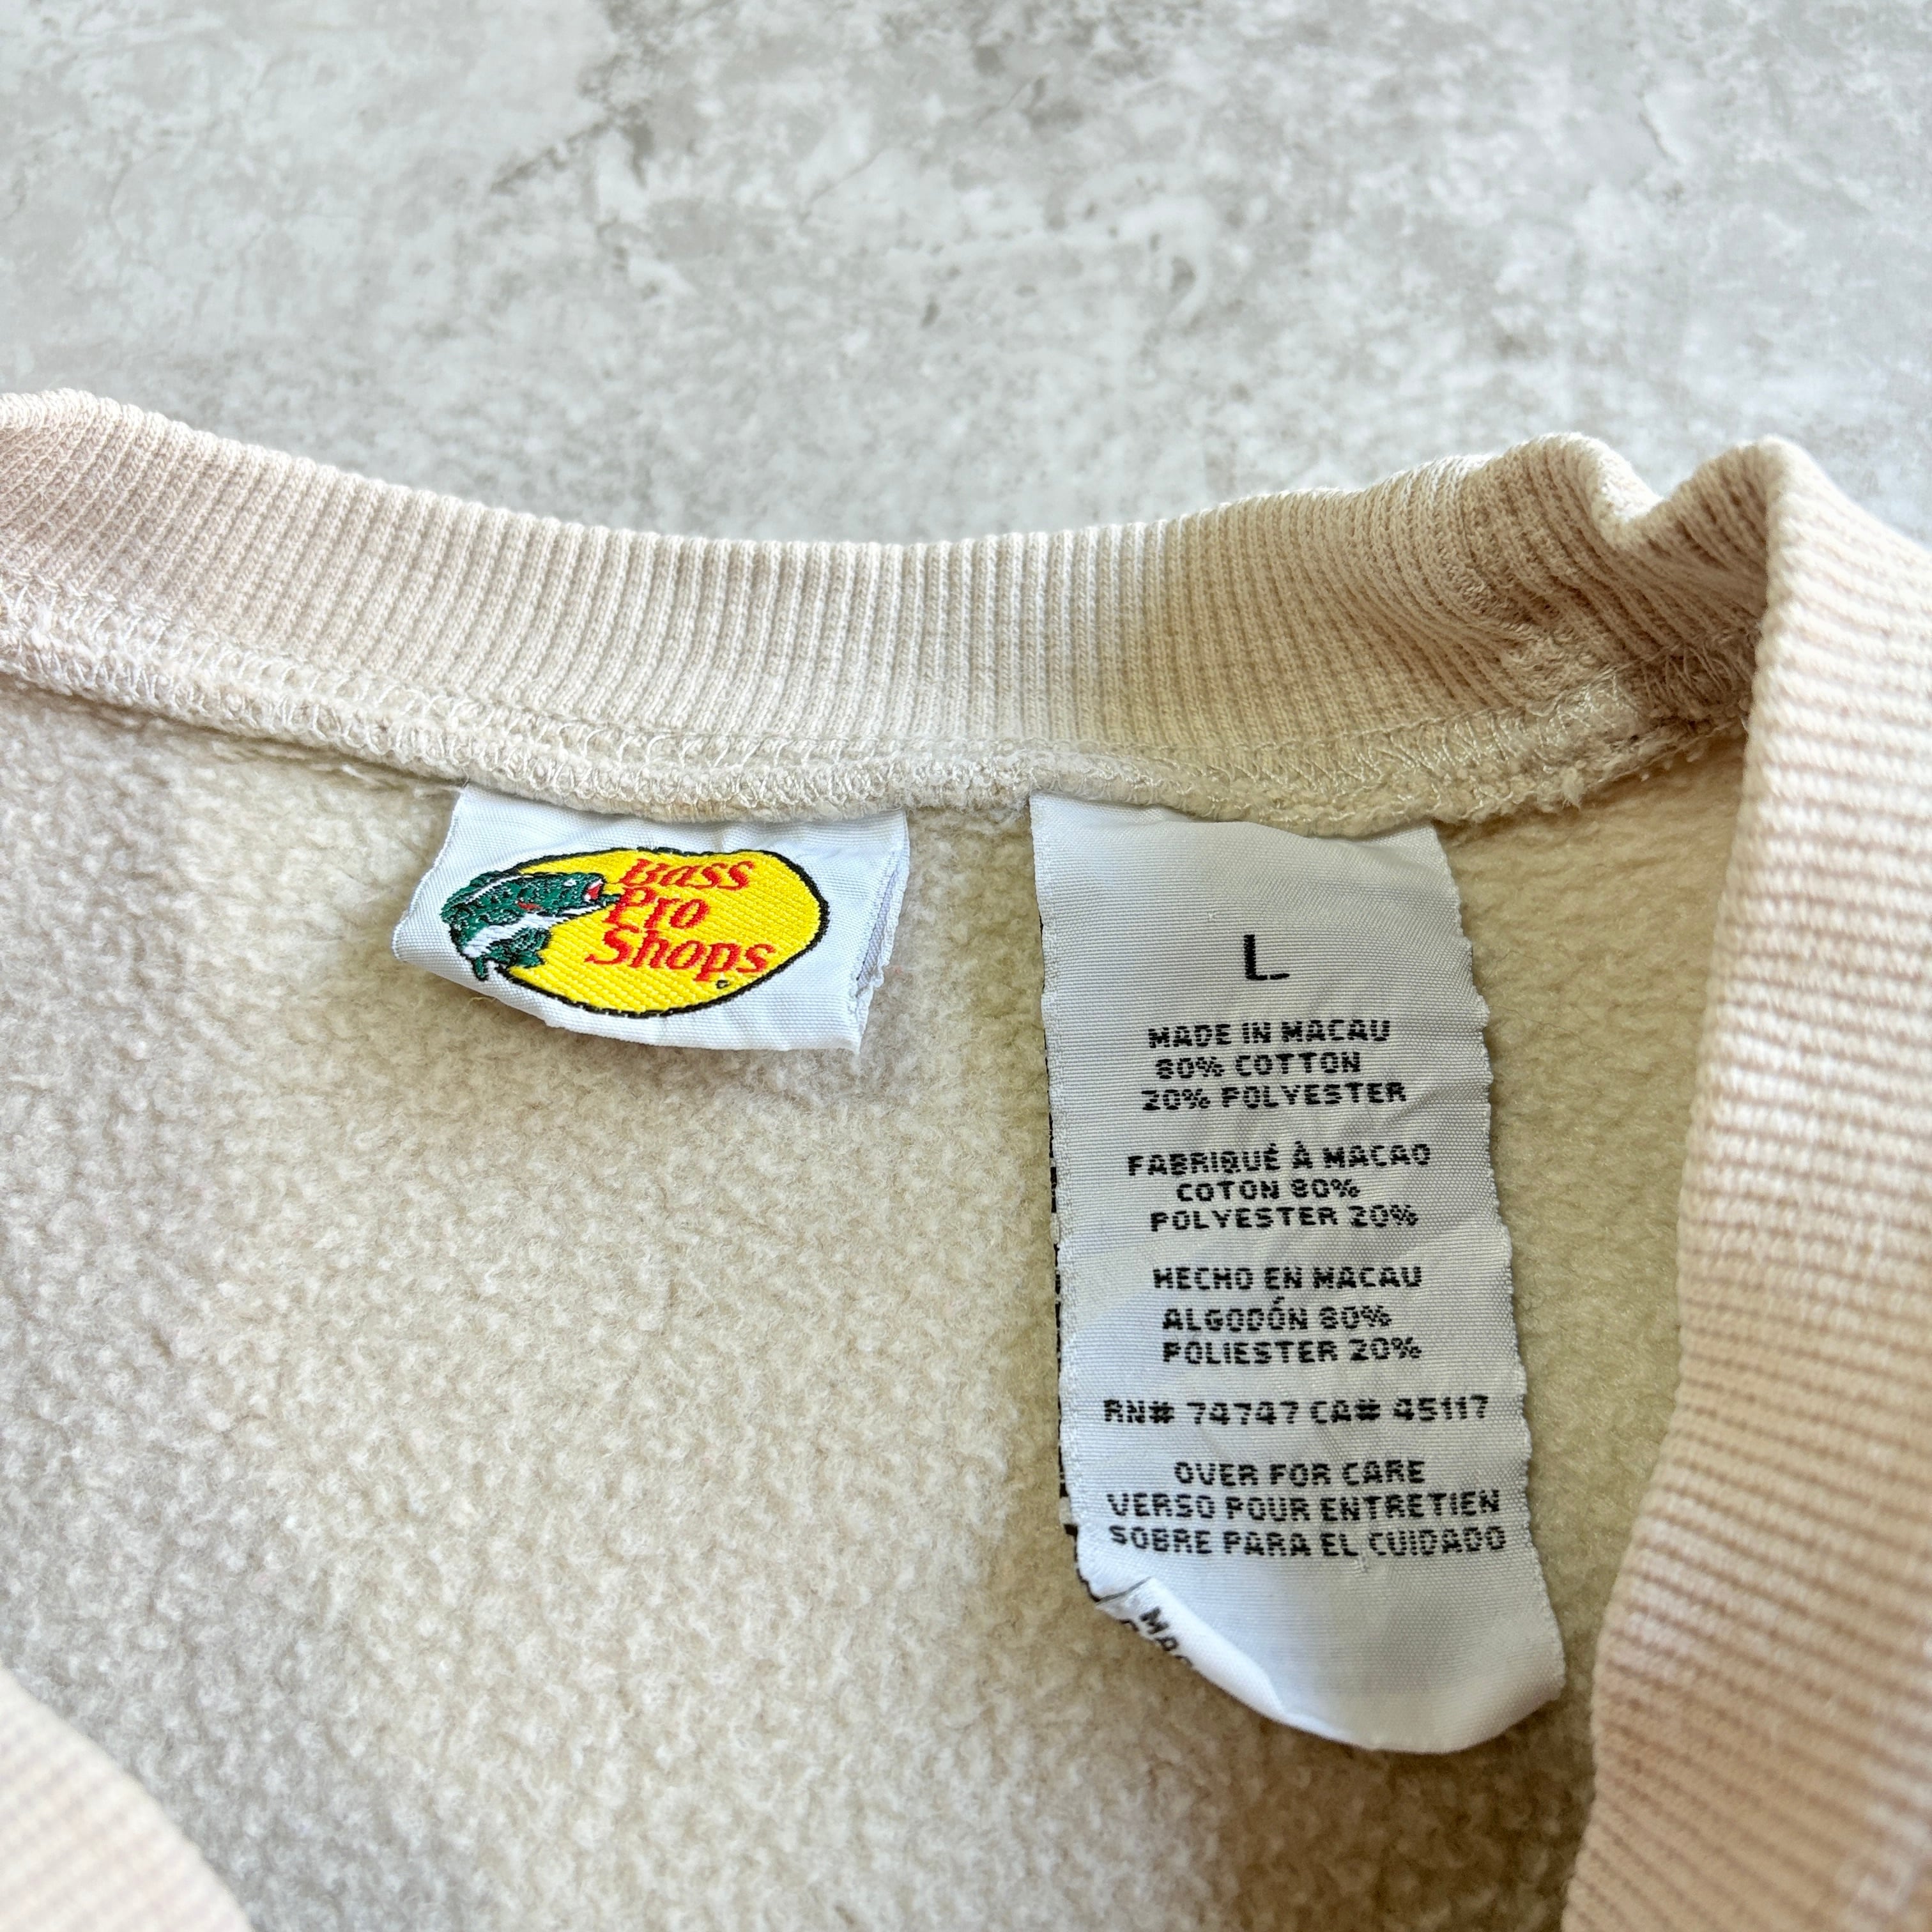 Bass
Pro
Shops
L
MADE IN MACAU
80% COTTON
20% POLYESTER
FABRIQUÉ À MACAO
COTON 80%
POLYESTER 20%
HECHO EN MACAU
ALGODÓN 80%
POLIESTER 20%
RN# 74747 CA# 45117
OVER FOR CARE
VERSO POUR ENTRETIEN
SOBRE PARA EL CUIDADO